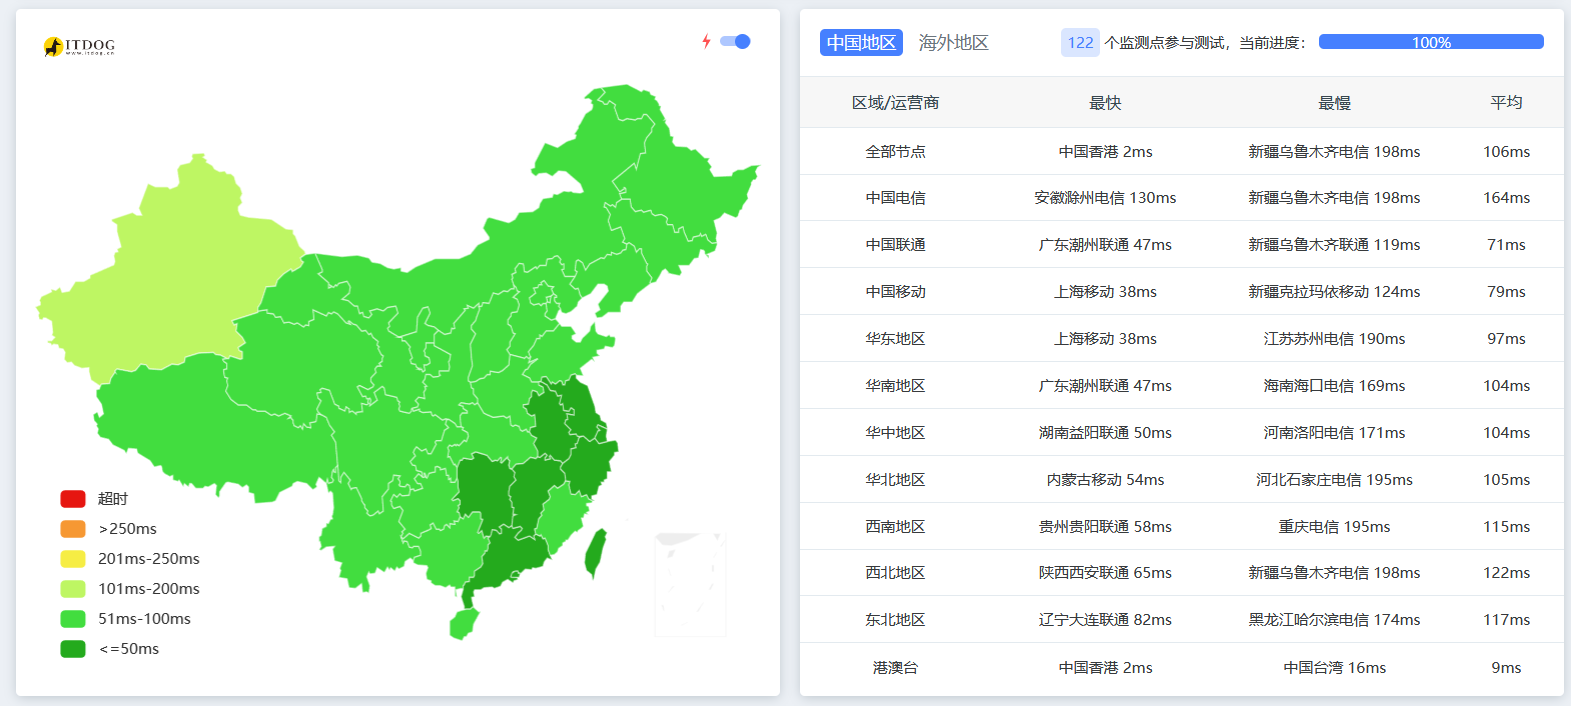 ITDOG
www.itdog.cn
超时
>250ms
201ms-250ms
101ms-200ms
51ms-100ms
<=50ms
中国地区 海外地区 122 个监测点参与测试，当前进度： 100%
区域/运营商 最快 最慢 平均
全部节点 中国香港 2ms 新疆乌鲁木齐电信 198ms 106ms
中国电信 安徽滁州电信 130ms 新疆乌鲁木齐电信 198ms 164ms
中国联通 广东潮州联通 47ms 新疆乌鲁木齐联通 119ms 71ms
中国移动 上海移动 38ms 新疆克拉玛依移动 124ms 79ms
华东地区 上海移动 38ms 江苏苏州电信 190ms 97ms
华南地区 广东潮州联通 47ms 海南海口电信 169ms 104ms
华中地区 湖南益阳联通 50ms 河南洛阳电信 171ms 104ms
华北地区 内蒙古移动 54ms 河北石家庄电信 195ms 105ms
西南地区 贵州贵阳联通 58ms 重庆电信 195ms 115ms
西北地区 陕西西安联通 65ms 新疆乌鲁木齐电信 198ms 122ms
东北地区 辽宁大连联通 82ms 黑龙江哈尔滨电信 174ms 117ms
港澳台 中国香港 2ms 中国台湾 16ms 9ms